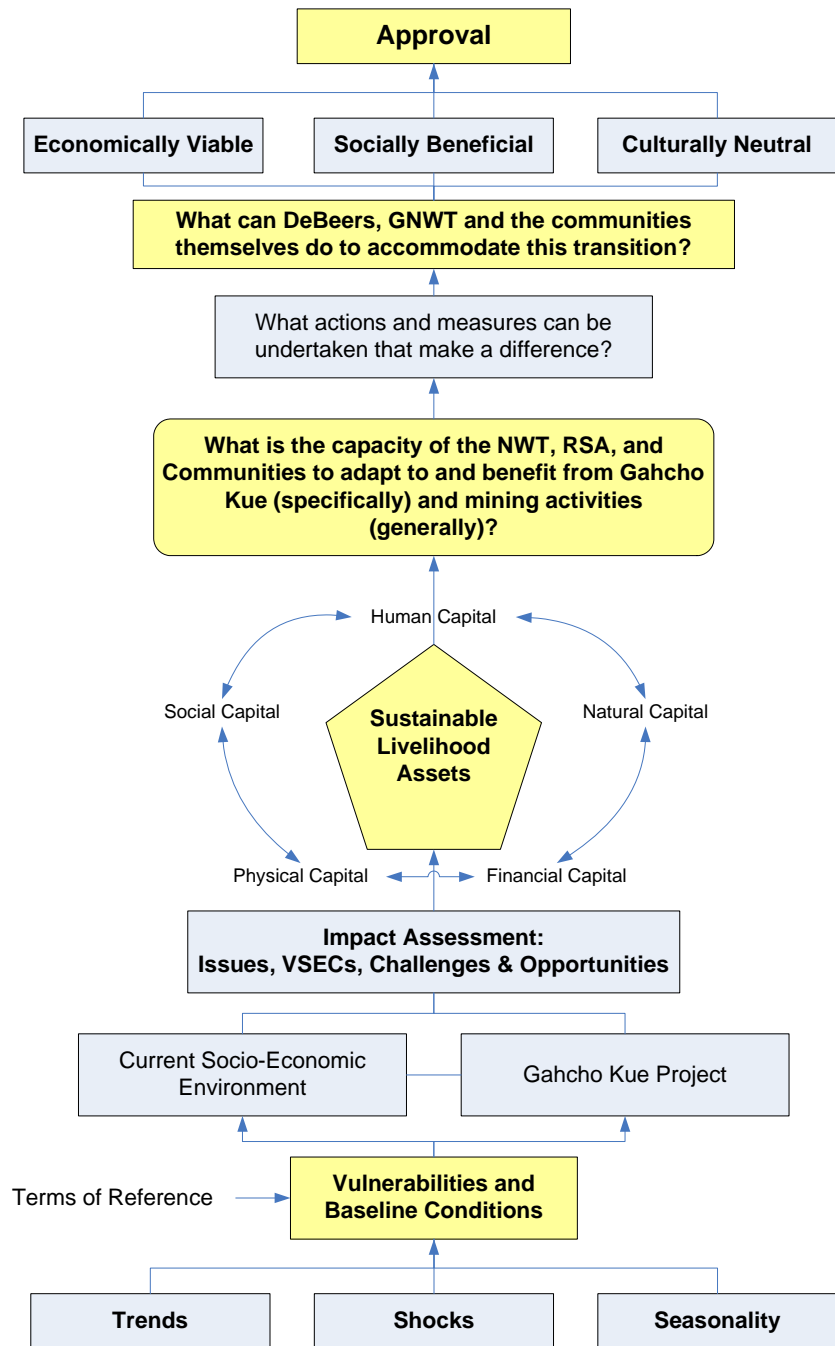 Approval
Economically Viable
Socially Beneficial
Culturally Neutral
What can DeBeers, GNWT and the communities
themselves do to accommodate this transition?
What actions and measures can be
undertaken that make a difference?
What is the capacity of the NWT, RSA, and
Communities to adapt to and benefit from Gahcho
Kue (specifically) and mining activities
(generally)?
Human Capital
Social Capital
Natural Capital
Sustainable
Livelihood
Assets
Physical Capital
Financial Capital
Impact Assessment:
Issues, VSECs, Challenges & Opportunities
Current Socio-Economic
Environment
Gahcho Kue Project
Terms of Reference
Vulnerabilities and
Baseline Conditions
Trends
Shocks
Seasonality